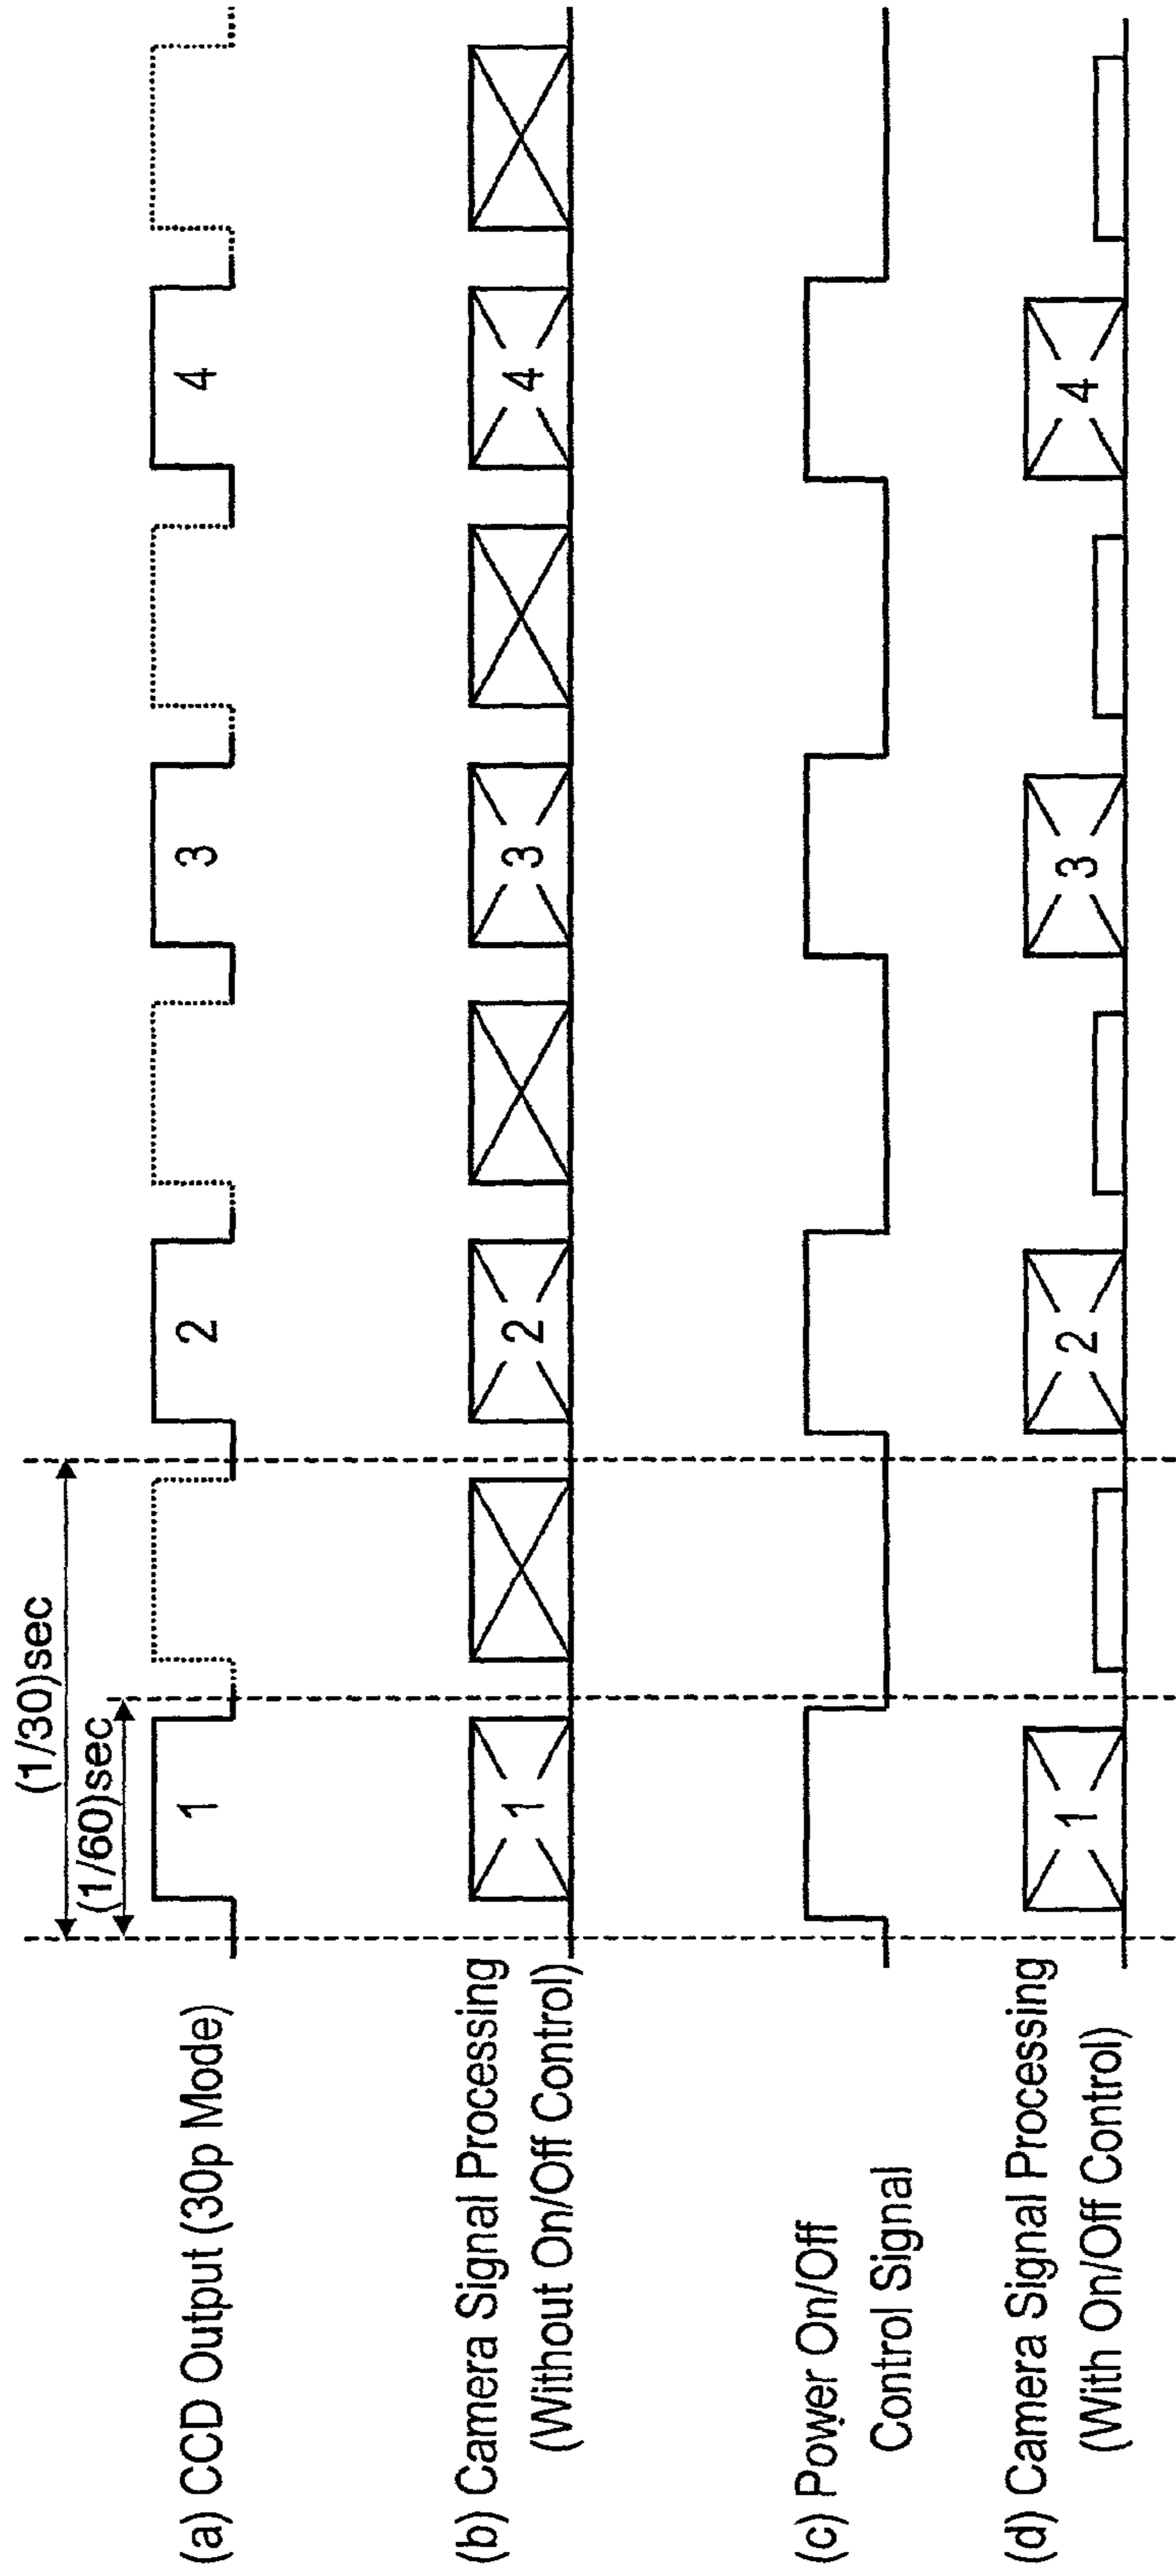 (1/30)sec
(1/60)sec
(a) CCD Output (30p Mode)
1
2
3
4
(b) Camera Signal Processing
(Without On/Off Control)
1
2
3
4
(c) Power On/Off
Control Signal
(d) Camera Signal Processing
(With On/Off Control)
1
2
3
4